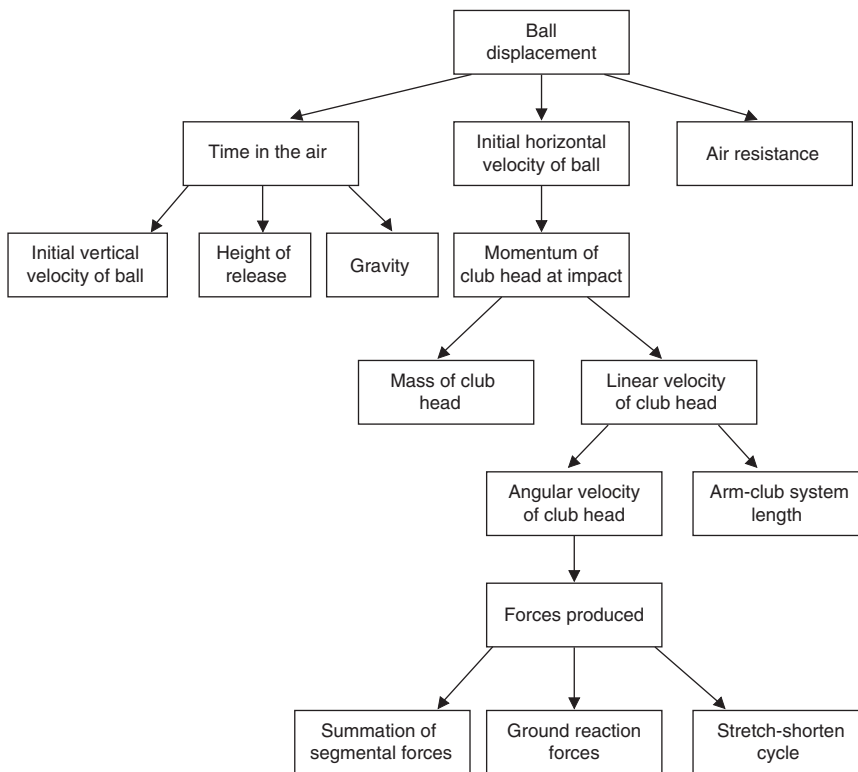 Ball
displacement
Time in the air
Initial horizontal
velocity of ball
Air resistance
Initial vertical
velocity of ball
Height of
release
Gravity
Momentum of
club head at impact
Mass of club
head
Linear velocity
of club head
Angular velocity
of club head
Arm-club system
length
Forces produced
Summation of
segmental forces
Ground reaction
forces
Stretch-shorten
cycle